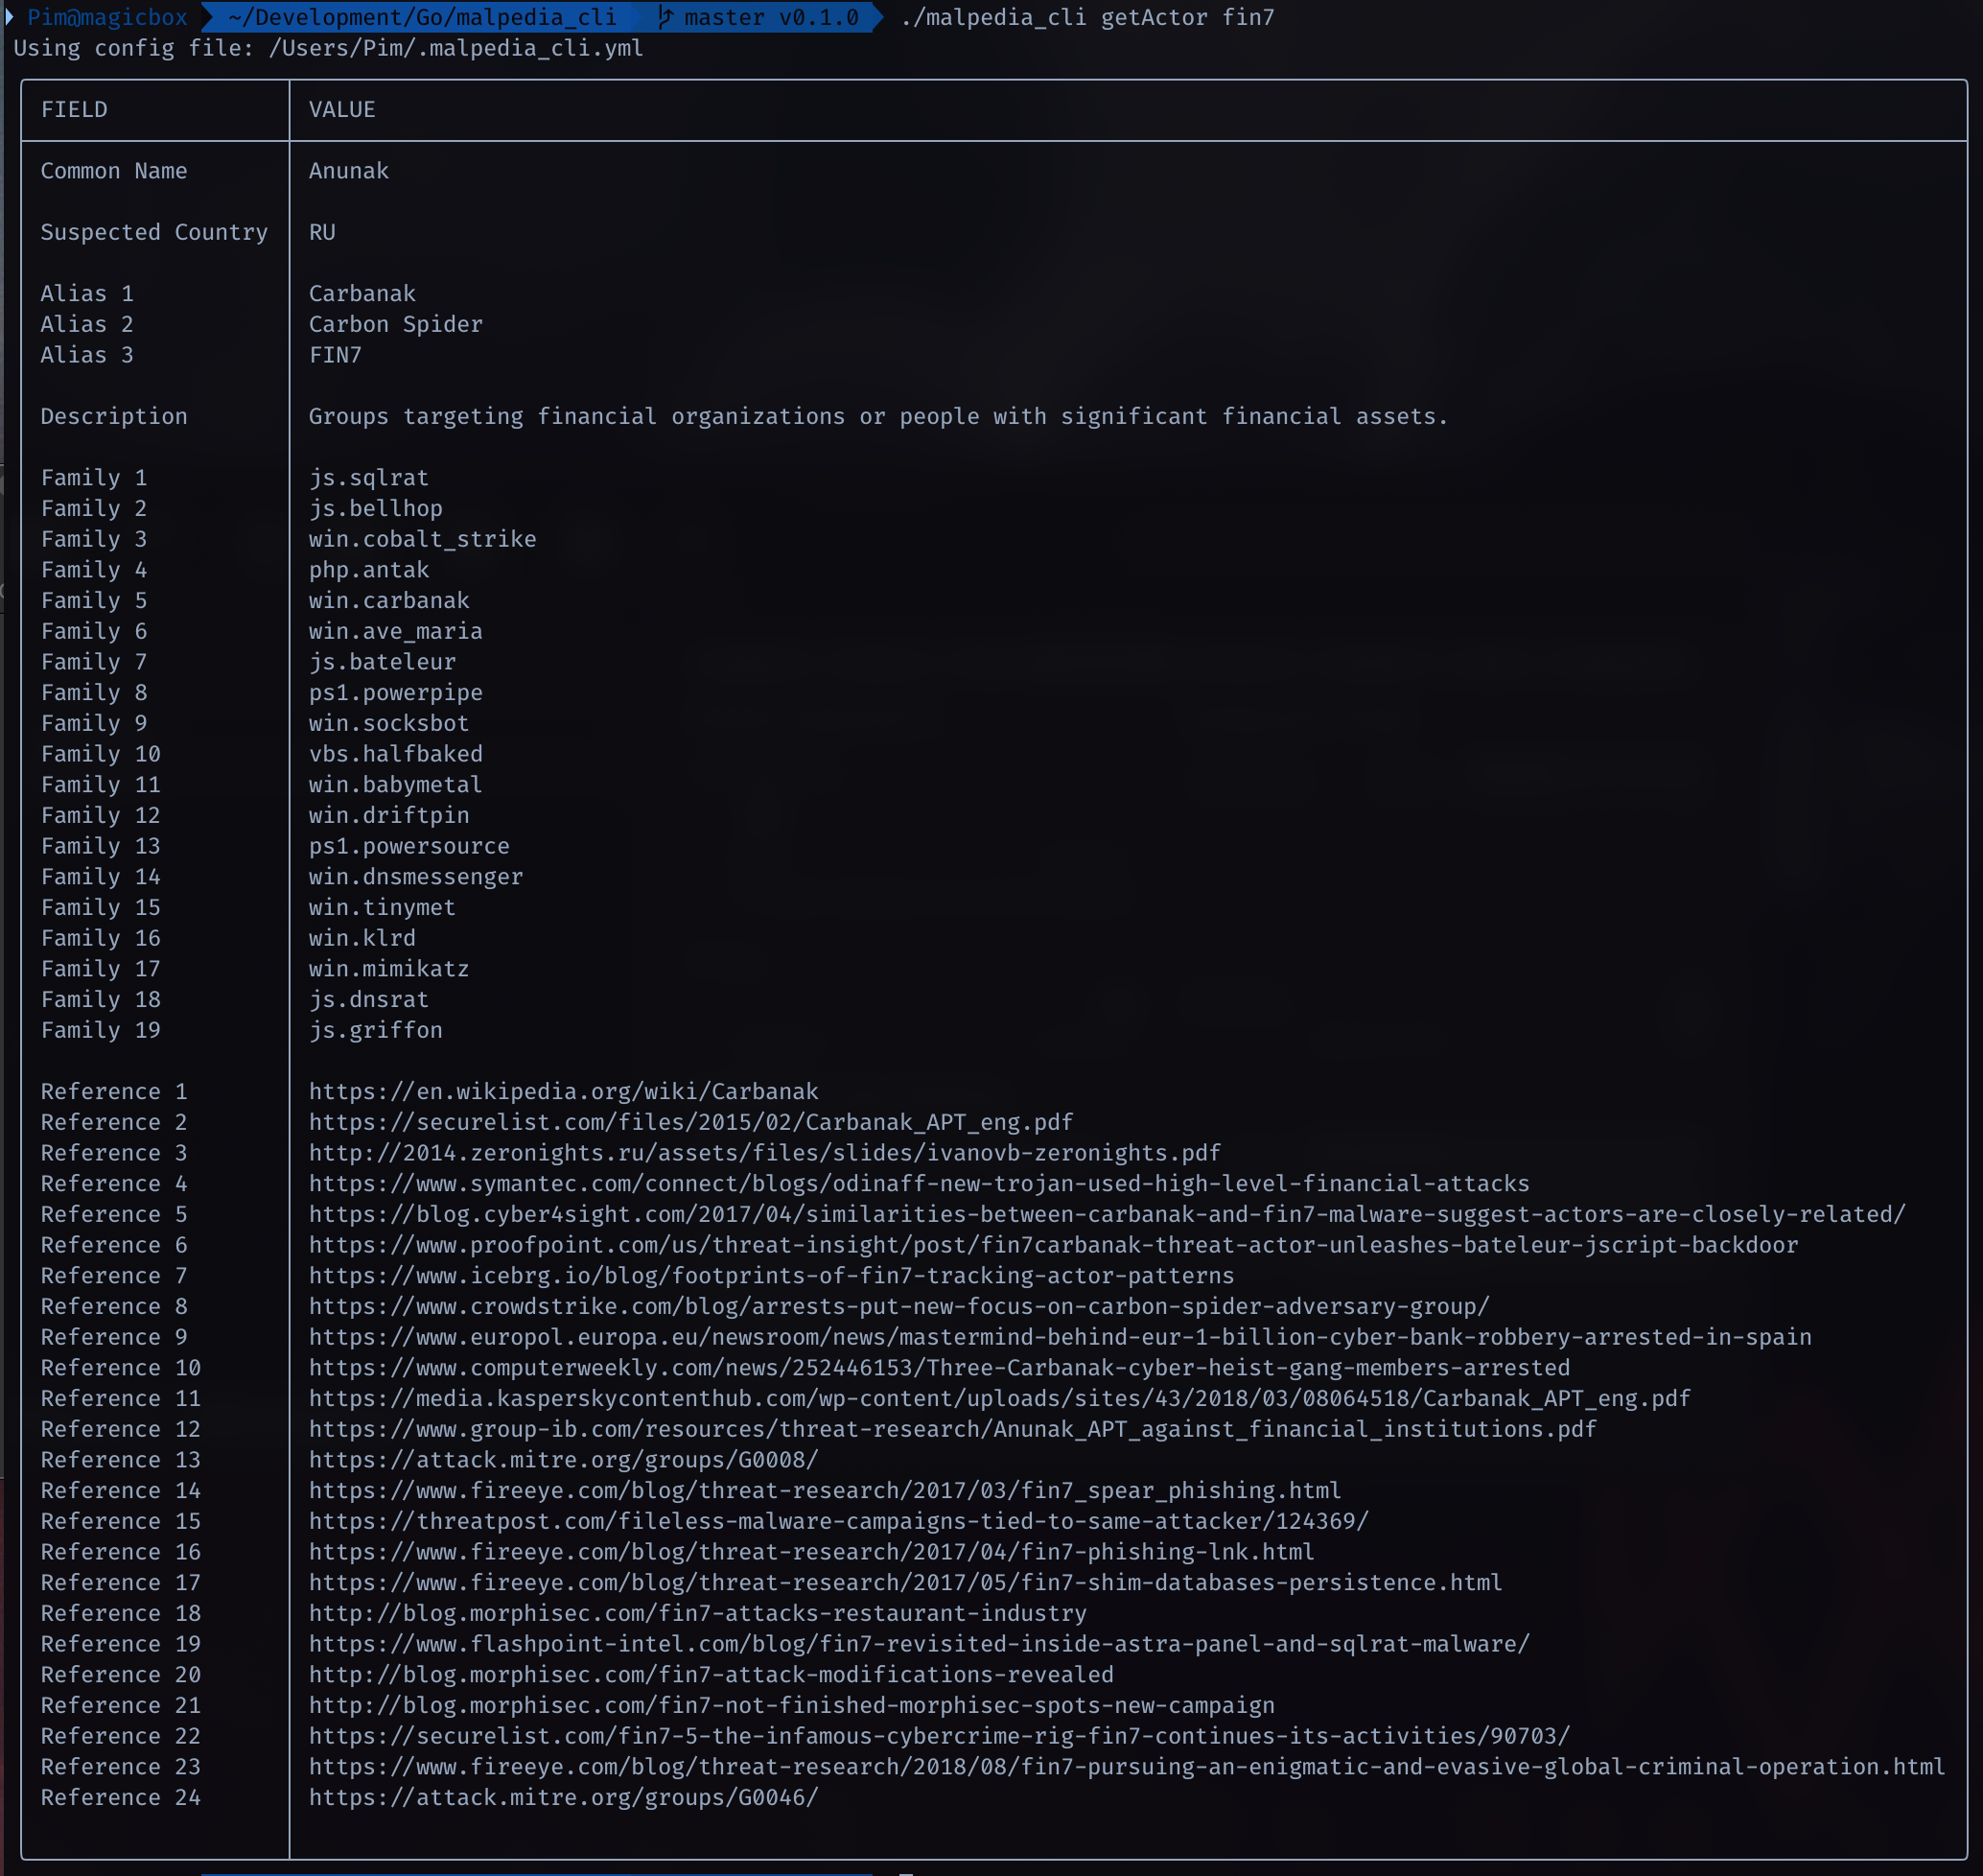 Pim@magicbox ~/Development/Go/malpedia_cli master v0.1.0 ./malpedia_cli getActor fin7
Using config file: /Users/Pim/.malpedia_cli.yml
FIELD VALUE
Common Name Anunak
Suspected Country RU
Alias 1 Carbanak
Alias 2 Carbon Spider
Alias 3 FIN7
Description Groups targeting financial organizations or people with significant financial assets.
Family 1 js.sqlrat
Family 2 js.bellhop
Family 3 win.cobalt_strike
Family 4 php.antak
Family 5 win.carbanak
Family 6 win.ave_maria
Family 7 js.bateleur
Family 8 ps1.powerpipe
Family 9 win.socksbot
Family 10 vbs.halfbaked
Family 11 win.babymetal
Family 12 win.driftpin
Family 13 ps1.powersource
Family 14 win.dnsmessenger
Family 15 win.tinymet
Family 16 win.klrd
Family 17 win.mimikatz
Family 18 js.dnsrat
Family 19 js.griffon
Reference 1 https://en.wikipedia.org/wiki/Carbanak
Reference 2 https://securelist.com/files/2015/02/Carbanak_APT_eng.pdf
Reference 3 http://2014.zeronights.ru/assets/files/slides/ivanovb-zeronights.pdf
Reference 4 https://www.symantec.com/connect/blogs/odinaff-new-trojan-used-high-level-financial-attacks
Reference 5 https://blog.cyber4sight.com/2017/04/similarities-between-carbanak-and-fin7-malware-suggest-actors-are-closely-related/
Reference 6 https://www.proofpoint.com/us/threat-insight/post/fin7carbanak-threat-actor-unleashes-bateleur-jscript-backdoor
Reference 7 https://www.icebrg.io/blog/footprints-of-fin7-tracking-actor-patterns
Reference 8 https://www.crowdstrike.com/blog/arrests-put-new-focus-on-carbon-spider-adversary-group/
Reference 9 https://www.europol.europa.eu/newsroom/news/mastermind-behind-eur-1-billion-cyber-bank-robbery-arrested-in-spain
Reference 10 https://www.computerweekly.com/news/252446153/Three-Carbanak-cyber-heist-gang-members-arrested
Reference 11 https://media.kasperskycontenthub.com/wp-content/uploads/sites/43/2018/03/08064518/Carbanak_APT_eng.pdf
Reference 12 https://www.group-ib.com/resources/threat-research/Anunak_APT_against_financial_institutions.pdf
Reference 13 https://attack.mitre.org/groups/G0008/
Reference 14 https://www.fireeye.com/blog/threat-research/2017/03/fin7_spear_phishing.html
Reference 15 https://threatpost.com/fileless-malware-campaigns-tied-to-same-attacker/124369/
Reference 16 https://www.fireeye.com/blog/threat-research/2017/04/fin7-phishing-lnk.html
Reference 17 https://www.fireeye.com/blog/threat-research/2017/05/fin7-shim-databases-persistence.html
Reference 18 http://blog.morphisec.com/fin7-attacks-restaurant-industry
Reference 19 https://www.flashpoint-intel.com/blog/fin7-revisited-inside-astra-panel-and-sqlrat-malware/
Reference 20 http://blog.morphisec.com/fin7-attack-modifications-revealed
Reference 21 http://blog.morphisec.com/fin7-not-finished-morphisec-spots-new-campaign
Reference 22 https://securelist.com/fin7-5-the-infamous-cybercrime-rig-fin7-continues-its-activities/90703/
Reference 23 https://www.fireeye.com/blog/threat-research/2018/08/fin7-pursuing-an-enigmatic-and-evasive-global-criminal-operation.html
Reference 24 https://attack.mitre.org/groups/G0046/